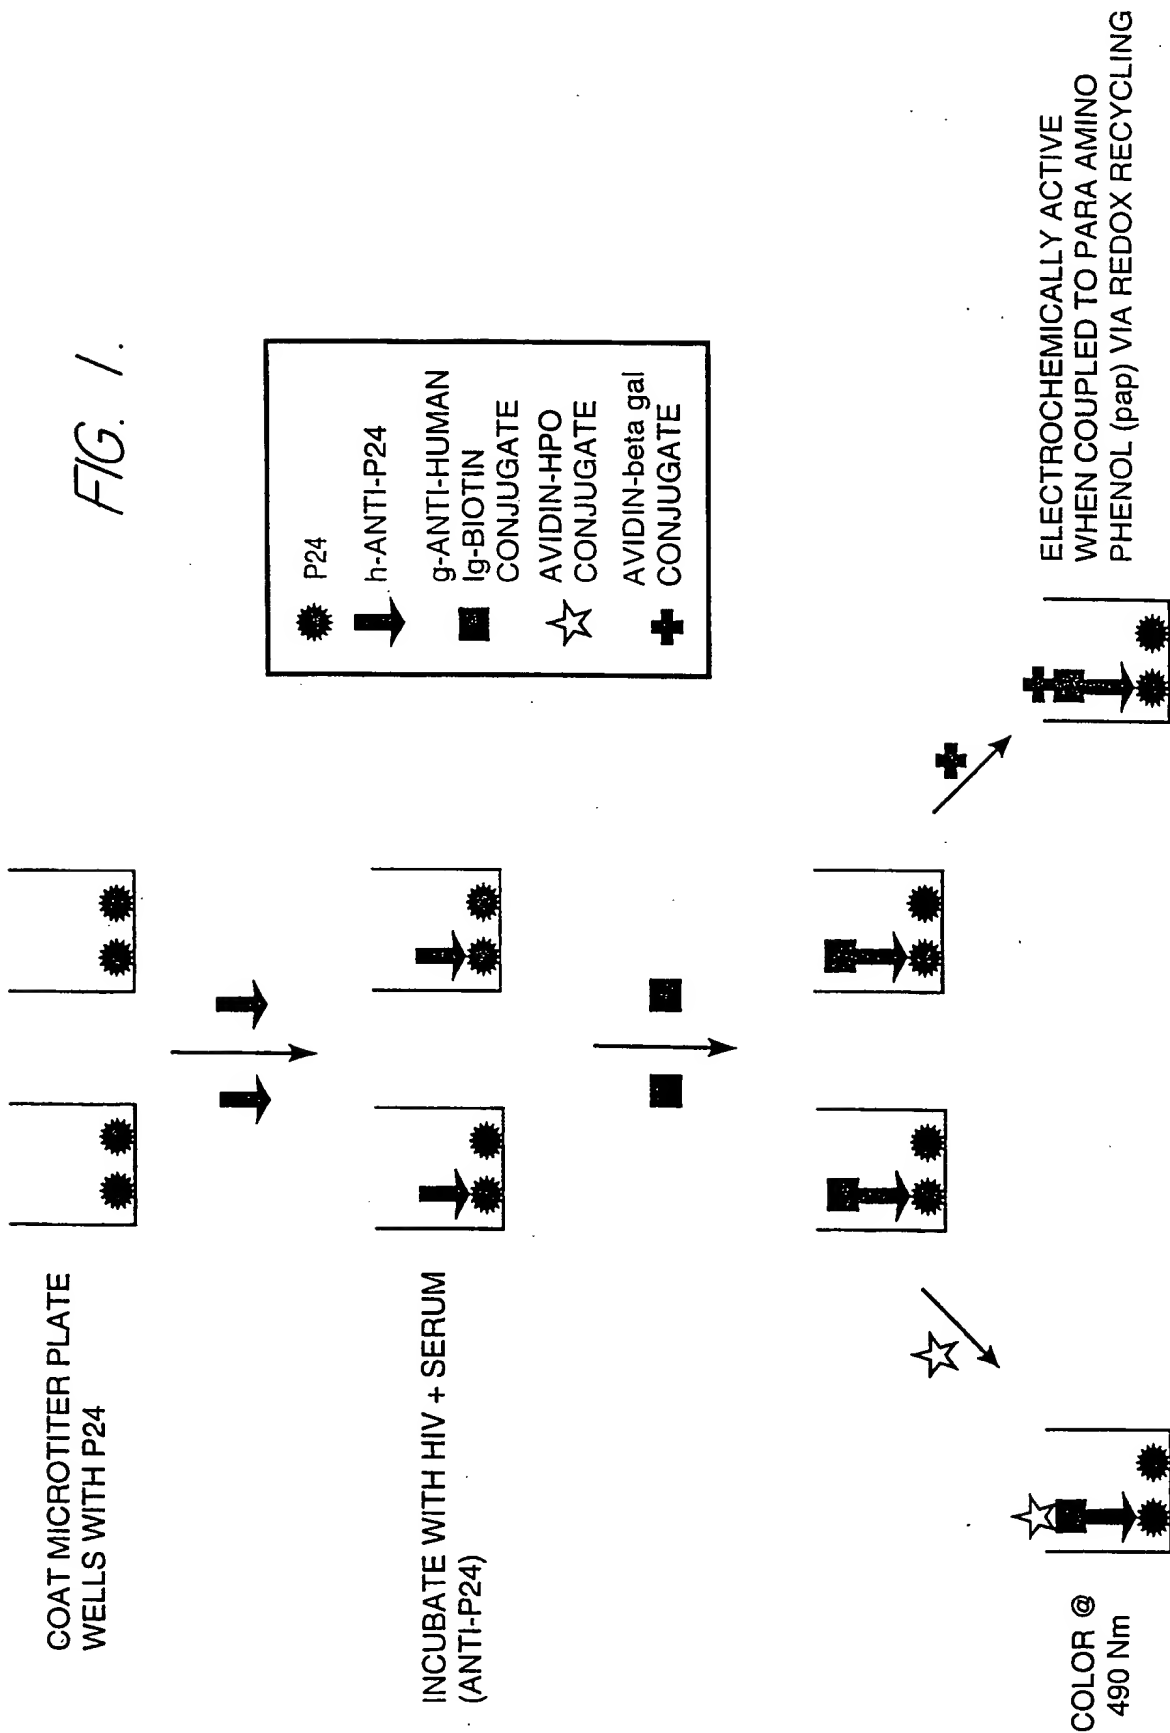 FIG. 1.
COAT MICROTITER PLATE
WELLS WITH P24
INCUBATE WITH HIV + SERUM
(ANTI-P24)
P24
h-ANTI-P24
g-ANTI-HUMAN
Ig-BIOTIN
CONJUGATE
AVIDIN-HPO
CONJUGATE
AVIDIN-beta gal
CONJUGATE
COLOR @
490 Nm
ELECTROCHEMICALLY ACTIVE
WHEN COUPLED TO PARA AMINO
PHENOL (pap) VIA REDOX RECYCLING